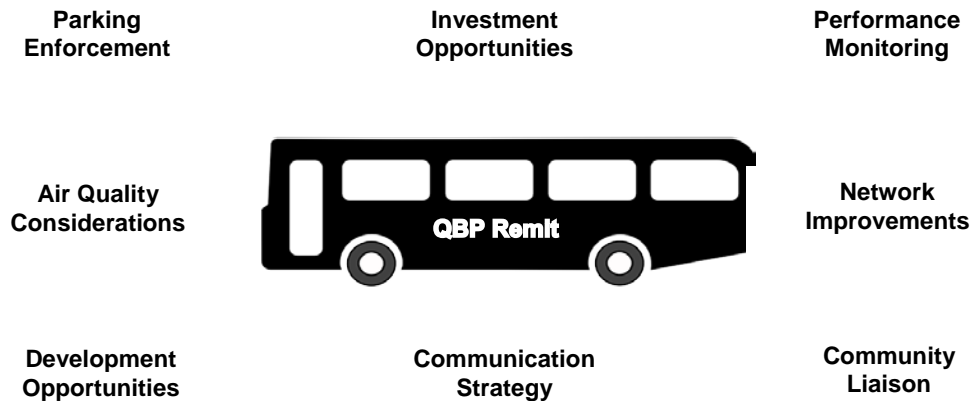 Parking
Enforcement
Investment
Opportunities
Performance
Monitoring
Air Quality
Considerations
QBP Remit
Network
Improvements
Development
Opportunities
Communication
Strategy
Community
Liaison